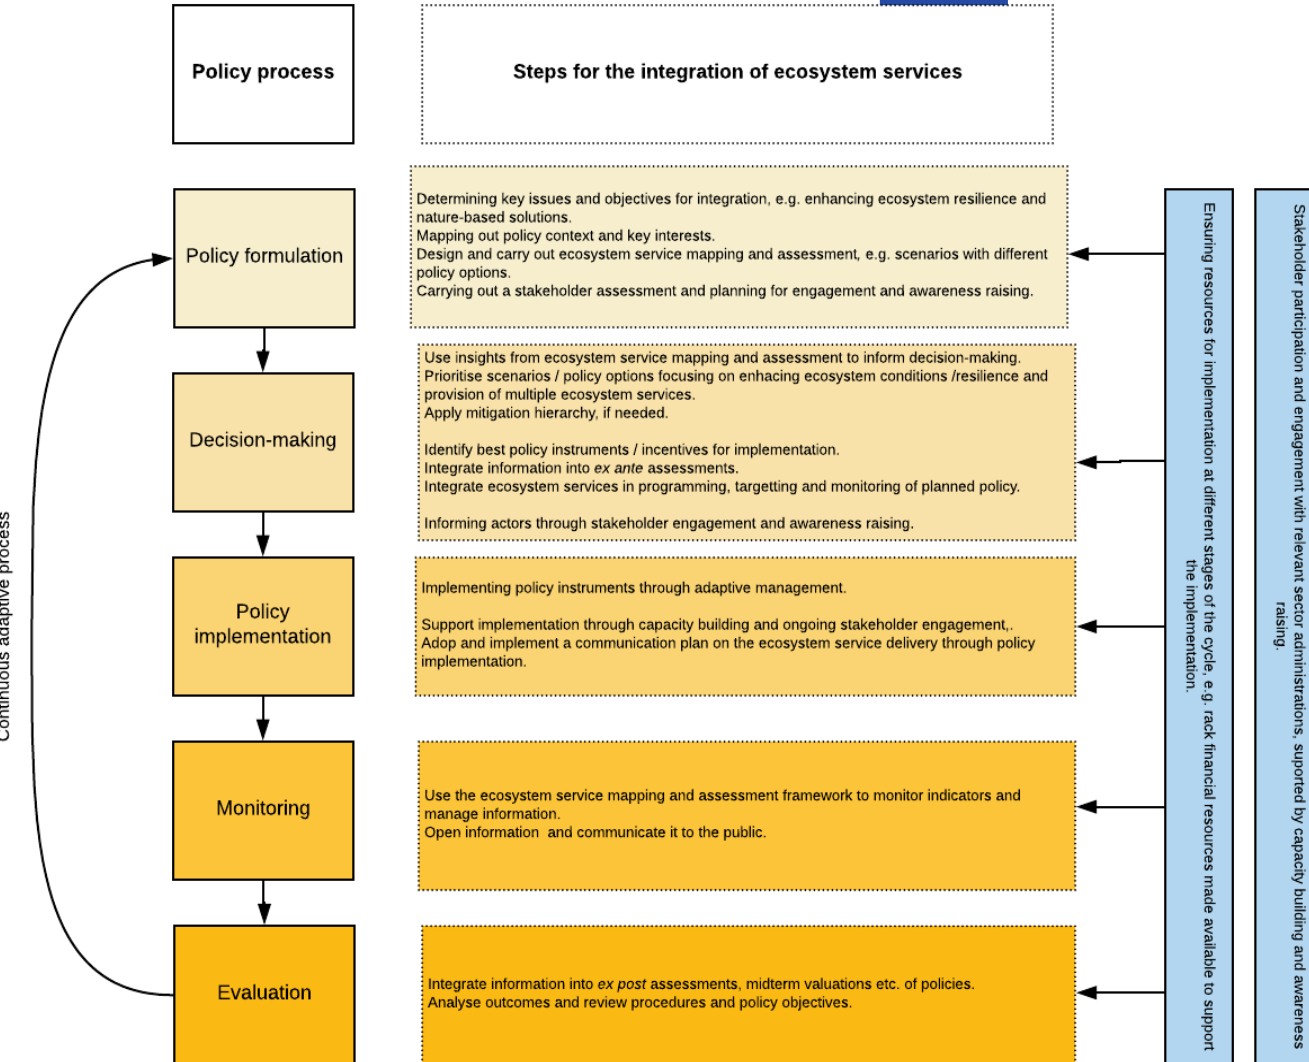 Policy process
Steps for the integration of ecosystem services
Policy formulation
Determining key issues and objectives for integration, e.g. enhancing ecosystem resilience and
nature-based solutions.
Mapping out policy context and key interests.
Design and carry out ecosystem service mapping and assessment, e.g. scenarios with different
policy options.
Carrying out a stakeholder assessment and planning for engagement and awareness raising.
Decision-making
Use insights from ecosystem service mapping and assessment to inform decision-making.
Prioritise scenarios / policy options focusing on enhacing ecosystem conditions /resilience and
provision of multiple ecosystem services.
Apply mitigation hierarchy, if needed.
Identify best policy instruments / incentives for implementation.
Integrate information into ex ante assessments.
Integrate ecosystem services in programming, targetting and monitoring of planned policy.
Informing actors through stakeholder engagement and awareness raising.
Policy
implementation
Implementing policy instruments through adaptive management.
Support implementation through capacity building and ongoing stakeholder engagement,.
Adop and implement a communication plan on the ecosystem service delivery through policy
implementation.
Monitoring
Use the ecosystem service mapping and assessment framework to monitor indicators and
manage information.
Open information  and communicate it to the public.
Evaluation
Integrate information into ex post assessments, midterm valuations etc. of policies.
Analyse outcomes and review procedures and policy objectives.
Continuous adaptive process
Ensuring resources for implementation at different stages of the cycle, e.g. rack financial resources made available to support
the implementation.
Stakeholder participation and engagement with relevant sector administrations, suported by capacity building and awareness
raising.